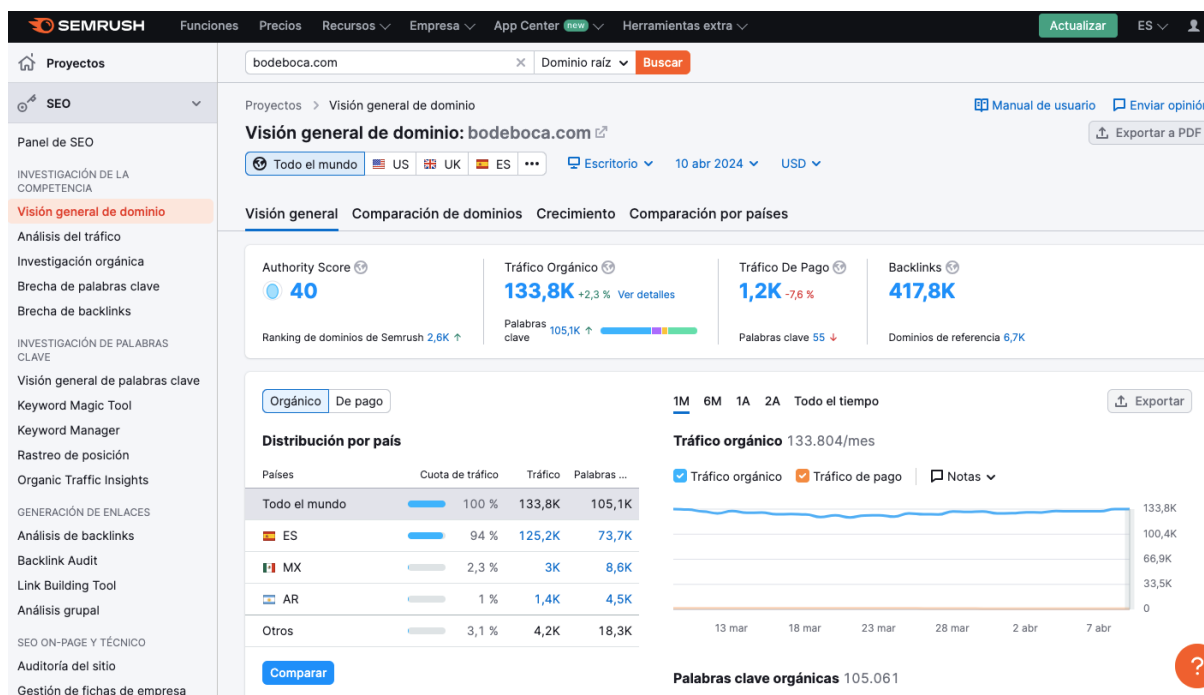 SEMRUSH Funciones Precios Recursos Empresa App Center new Herramientas extra Actualizar ES
Proyectos
SEO
Panel de SEO
INVESTIGACIÓN DE LA
COMPETENCIA
Visión general de dominio
Análisis del tráfico
Investigación orgánica
Brecha de palabras clave
Brecha de backlinks
INVESTIGACIÓN DE PALABRAS
CLAVE
Visión general de palabras clave
Keyword Magic Tool
Keyword Manager
Rastreo de posición
Organic Traffic Insights
GENERACIÓN DE ENLACES
Análisis de backlinks
Backlink Audit
Link Building Tool
Análisis grupal
SEO ON-PAGE Y TÉCNICO
Auditoría del sitio
Gestión de fichas de empresa
bodeboca.com × Dominio raíz Buscar
Proyectos > Visión general de dominio
Manual de usuario Enviar opinión
Visión general de dominio: bodeboca.com
Exportar a PDF
Todo el mundo US UK ES ••• Escritorio 10 abr 2024 USD
Visión general Comparación de dominios Crecimiento Comparación por países
Authority Score
40
Ranking de dominios de Semrush 2,6K ↑
Tráfico Orgánico
133,8K +2,3 % Ver detalles
Palabras
clave
105,1K ↑
Tráfico De Pago
1,2K -7,6 %
Palabras clave 55 ↓
Backlinks
417,8K
Dominios de referencia 6,7K
Orgánico De pago
Distribución por país
Países Cuota de tráfico Tráfico Palabras ...
Todo el mundo 100 % 133,8K 105,1K
ES 94 % 125,2K 73,7K
MX 2,3 % 3K 8,6K
AR 1 % 1,4K 4,5K
Otros 3,1 % 4,2K 18,3K
Comparar
1M 6M 1A 2A Todo el tiempo
Exportar
Tráfico orgánico 133.804/mes
Tráfico orgánico Tráfico de pago Notas
133,8K
100,4K
66,9K
33,5K
0
13 mar 18 mar 23 mar 28 mar 2 abr 7 abr
Palabras clave orgánicas 105.061
?